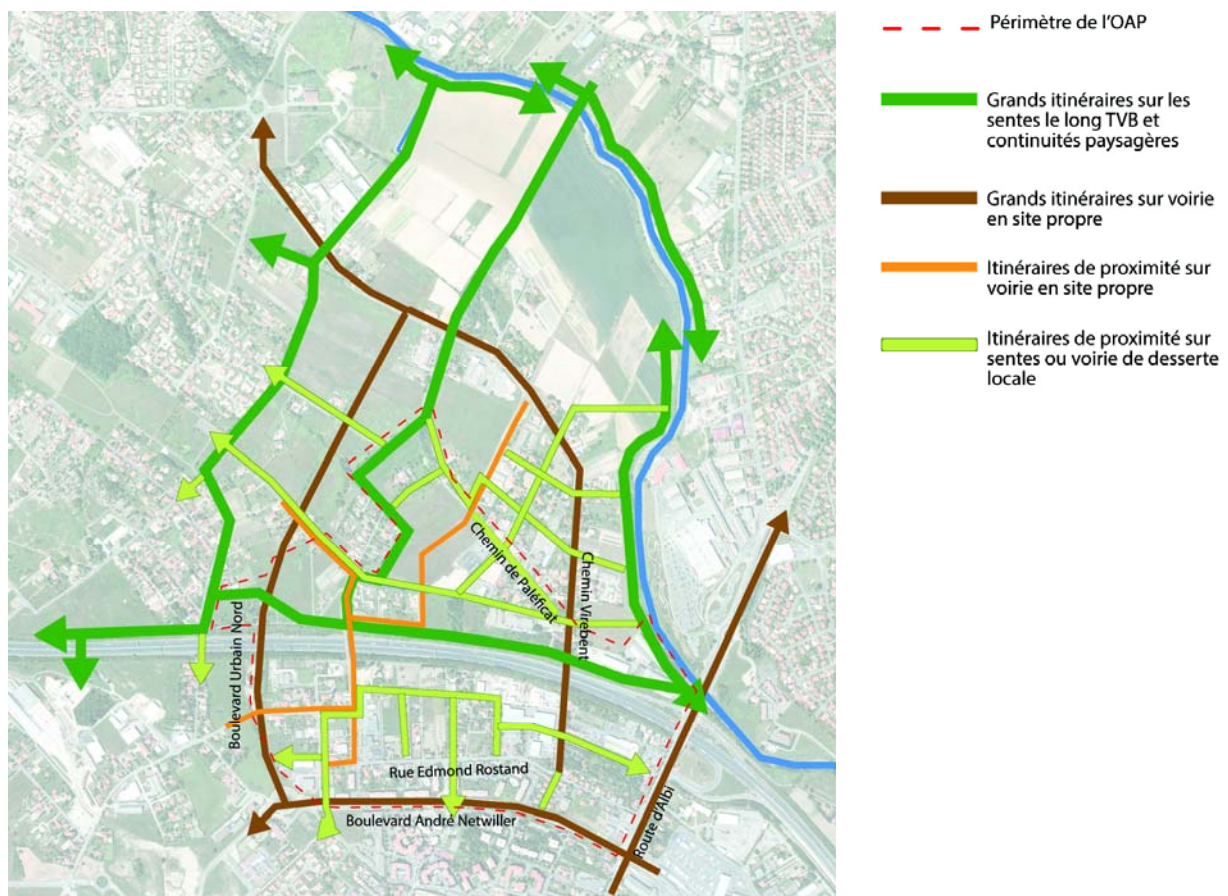 Périmètre de l'OAP
Grands itinéraires sur les
sentes le long TVB et
continuités paysagères
Grands itinéraires sur voirie
en site propre
Itinéraires de proximité sur
voirie en site propre
Itinéraires de proximité sur
sentes ou voirie de desserte
locale
Chemin de Paléficat
Chemin Virebent
Boulevard Urbain Nord
Rue Edmond Rostand
Boulevard André Netwiller
Route d'Albi